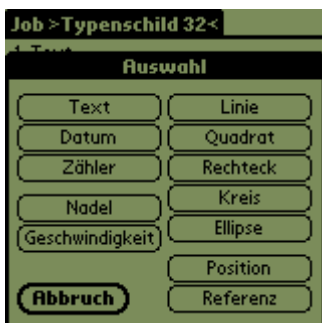 Job >Typenschild 32<
Auswahl
Text
Datum
Zähler
Nadel
Geschwindigkeit
Abbruch
Linie
Quadrat
Rechteck
Kreis
Ellipse
Position
Referenz